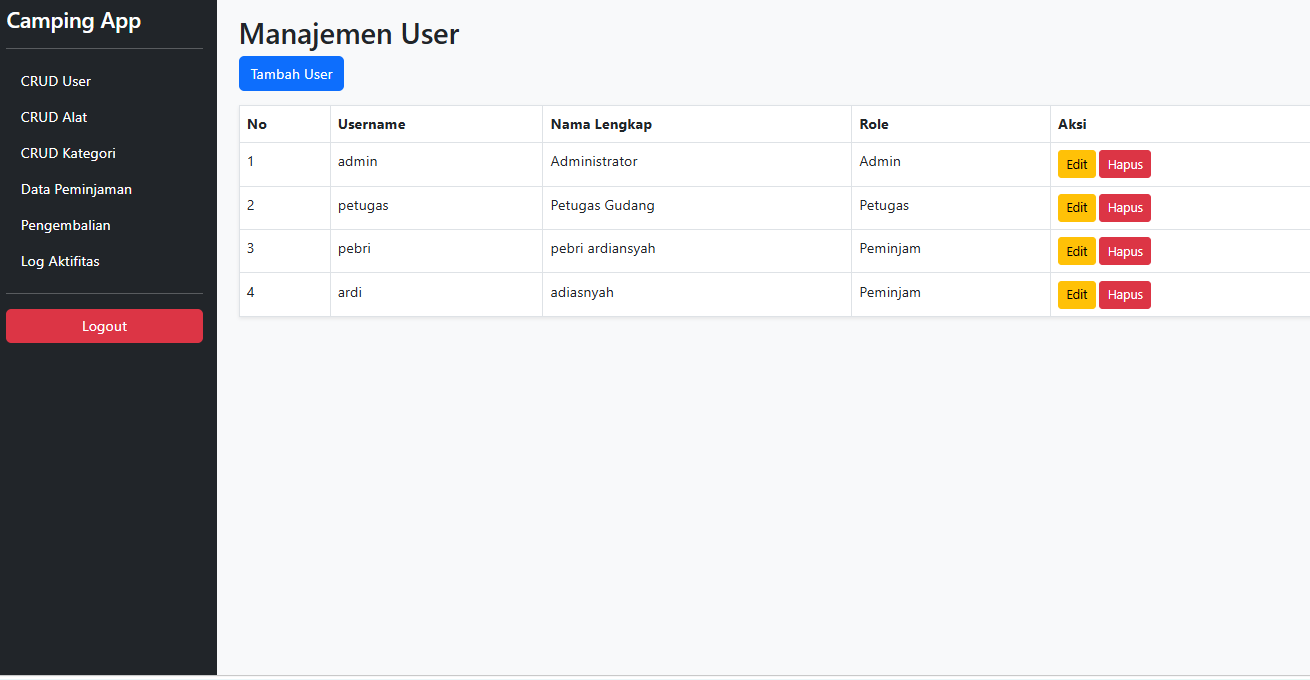 Camping App
CRUD User
CRUD Alat
CRUD Kategori
Data Peminjaman
Pengembalian
Log Aktifitas
Logout
Manajemen User
Tambah User
No Username Nama Lengkap Role Aksi
1 admin Administrator Admin Edit Hapus
2 petugas Petugas Gudang Petugas Edit Hapus
3 pebri pebri ardiansyah Peminjam Edit Hapus
4 ardi adiasnyah Peminjam Edit Hapus